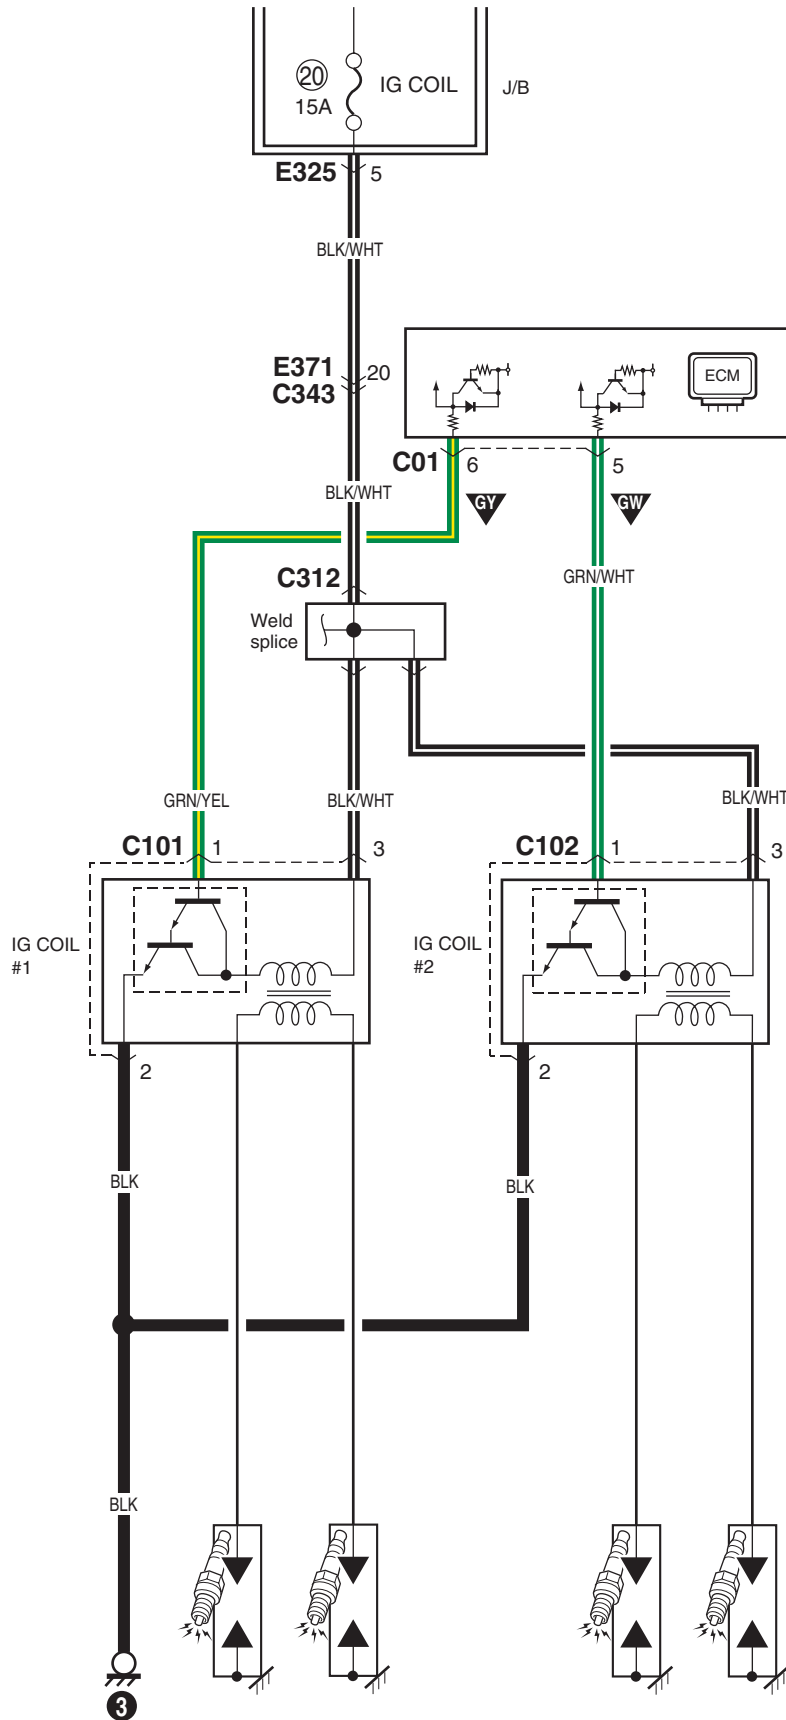 20
15A
IG COIL
J/B
E325
5
BLK/WHT
E371
20
C343
ECM
C01
6
5
BLK/WHT
GY
GW
C312
GRN/WHT
Weld
splice
GRN/YEL
BLK/WHT
BLK/WHT
C101
1
3
C102
1
3
IG COIL
#1
IG COIL
#2
2
2
BLK
BLK
BLK
3